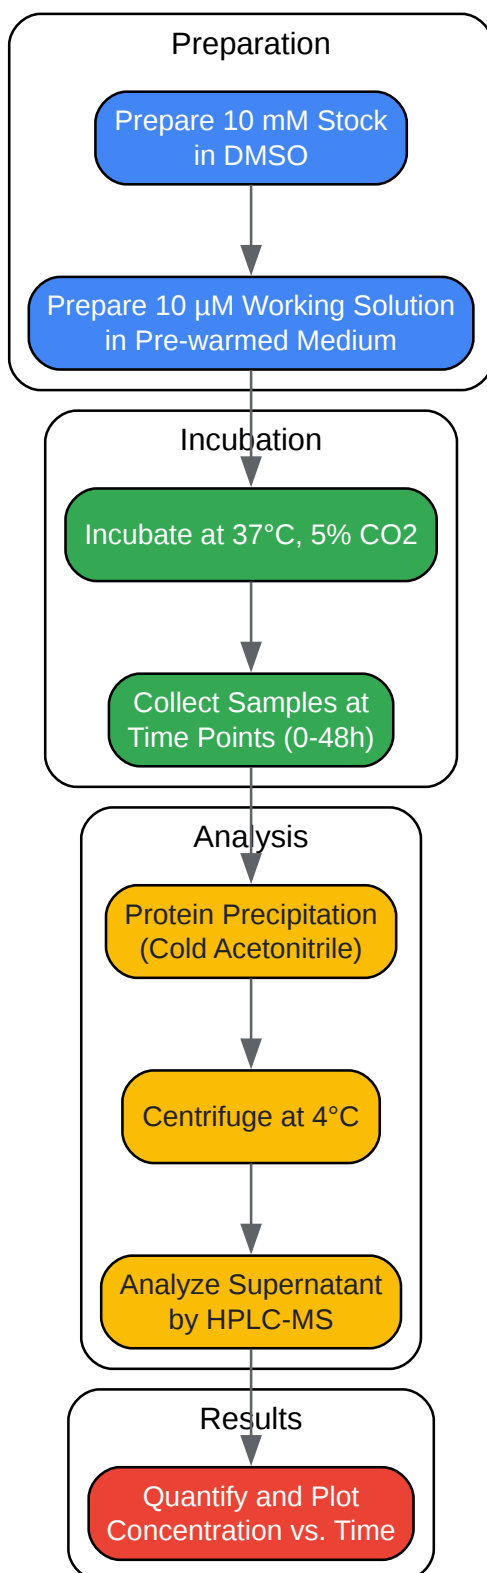 Preparation
Prepare 10 mM Stock
in DMSO
Prepare 10 µM Working Solution
in Pre-warmed Medium
Incubation
Incubate at 37°C, 5% CO2
Collect Samples at
Time Points (0-48h)
Analysis
Protein Precipitation
(Cold Acetonitrile)
Centrifuge at 4°C
Analyze Supernatant
by HPLC-MS
Results
Quantify and Plot
Concentration vs. Time